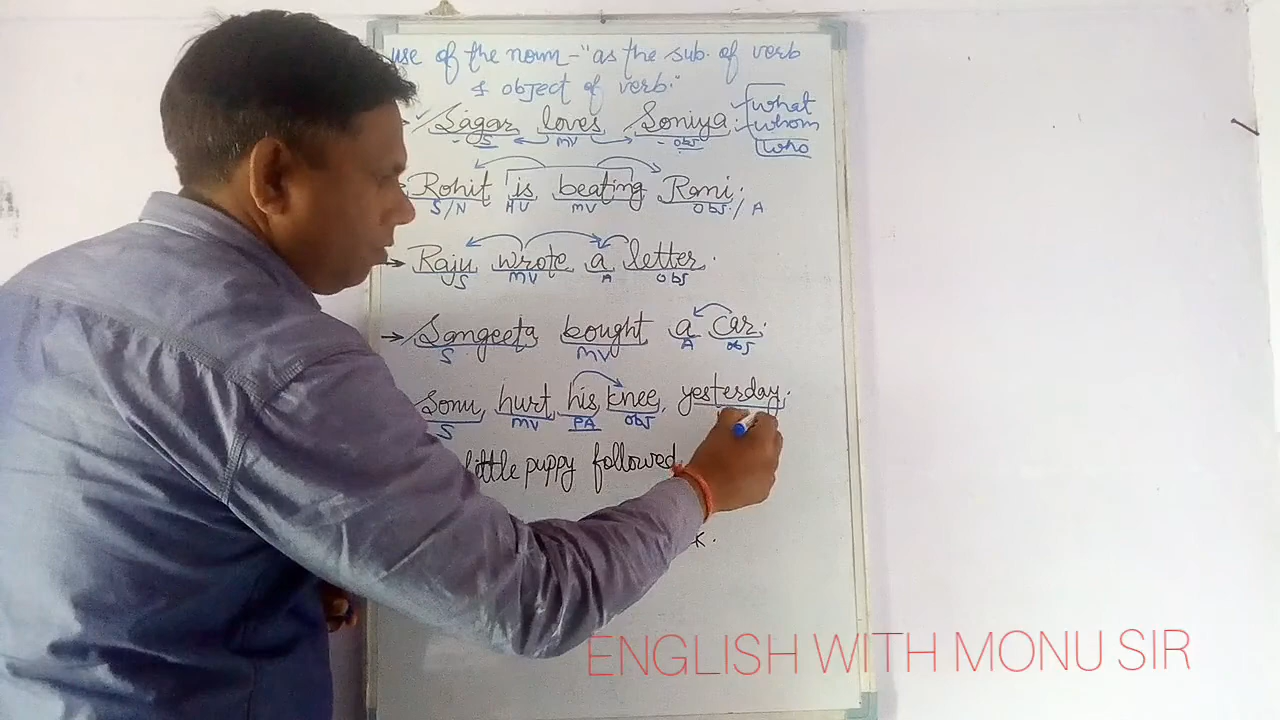 use of the noun - "as the sub. of verb
& object of verb."
Sagar loves Soniya. what
whom
who
S MV obj
Rohit is beating Roni.
S/N HV MV Obj. / A
Raju wrote a letter.
S MV A Obj
Sangeeta bought a car.
S MV A obj
Sonu, hurt his knee, yesterday.
S MV PA obj
little puppy followed
K.
ENGLISH WITH MONU SIR